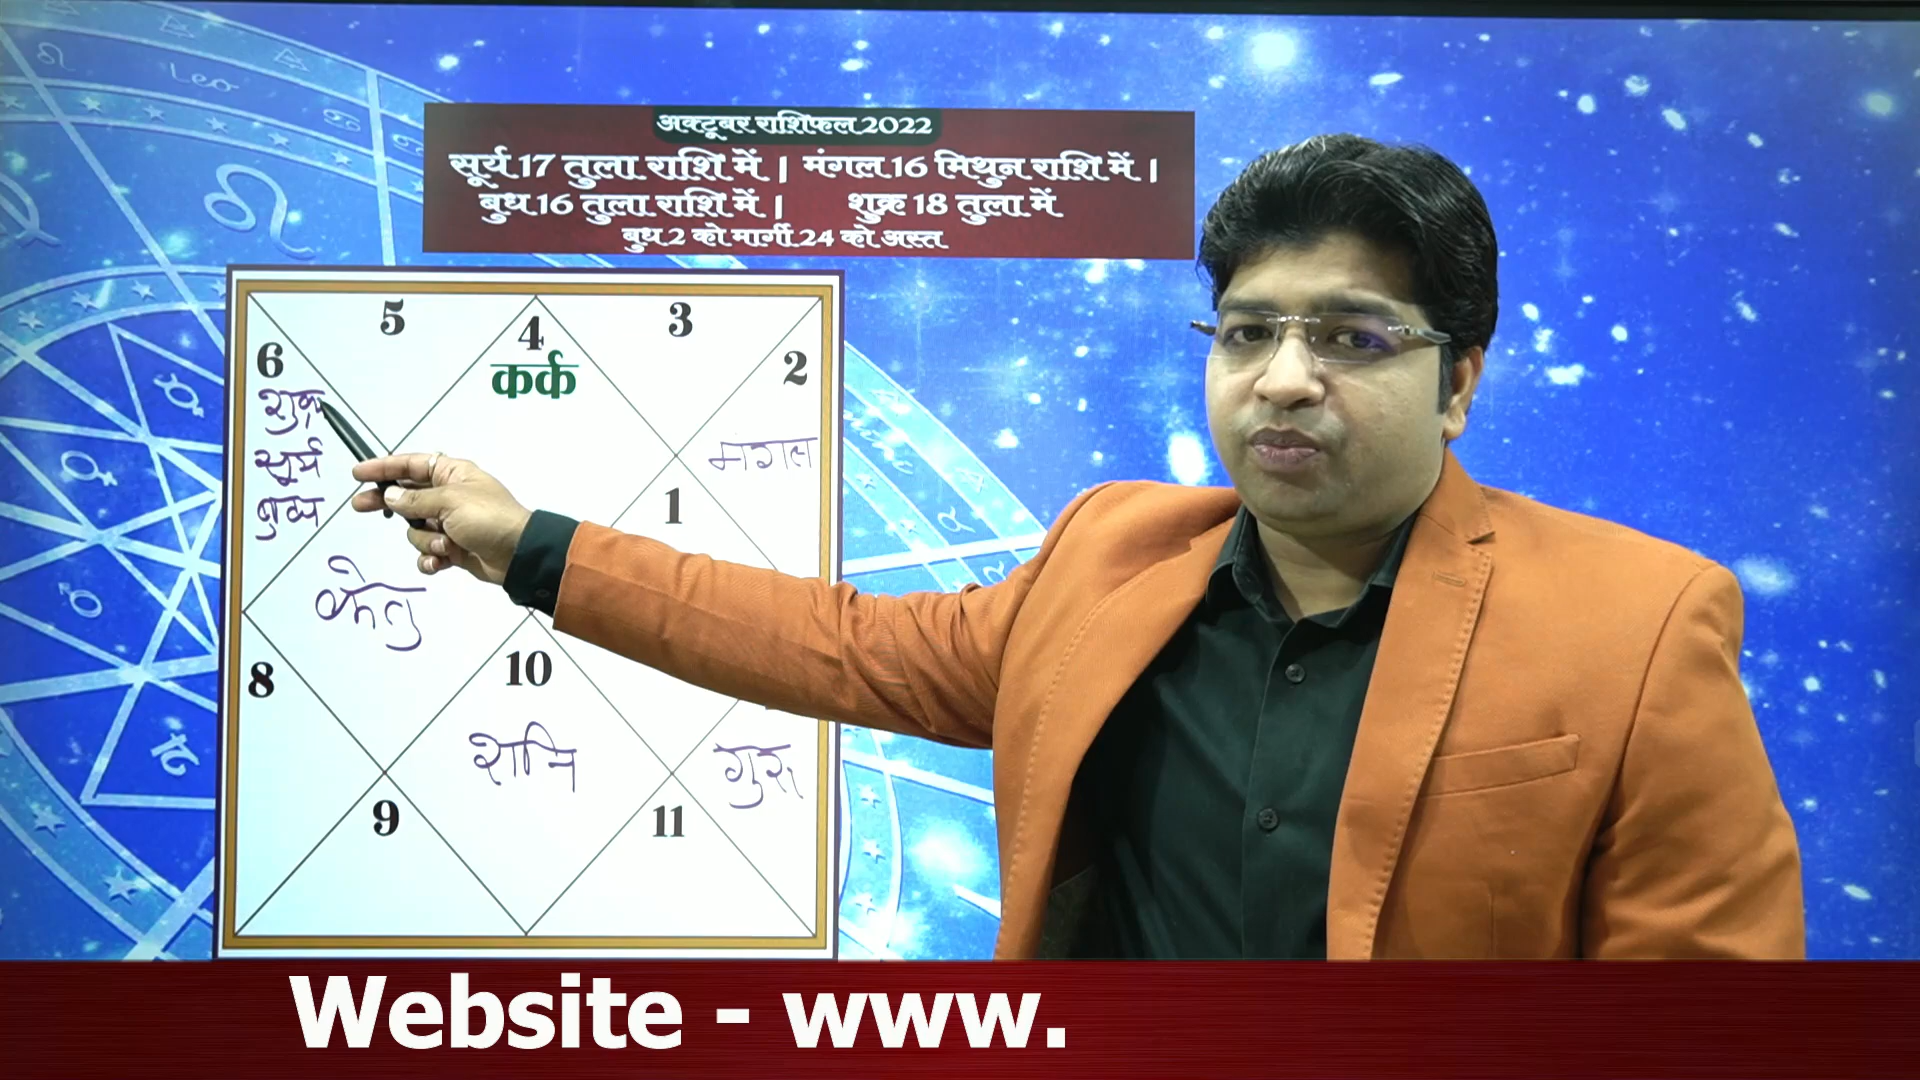 Leo
अक्टूबर राशिफल 2022
सूर्य 17 तुला राशि में | मंगल 16 मिथुन राशि में |
बुध 16 तुला राशि में | शुक्र 18 तुला में
बुध 2 को मार्गी 24 को अस्त
5
4
3
6
कर्क
2
शुक्र
सूर्य
मंगल
बुध
1
केतु
8
10
शनि
गुरू
9
11
Website - www.